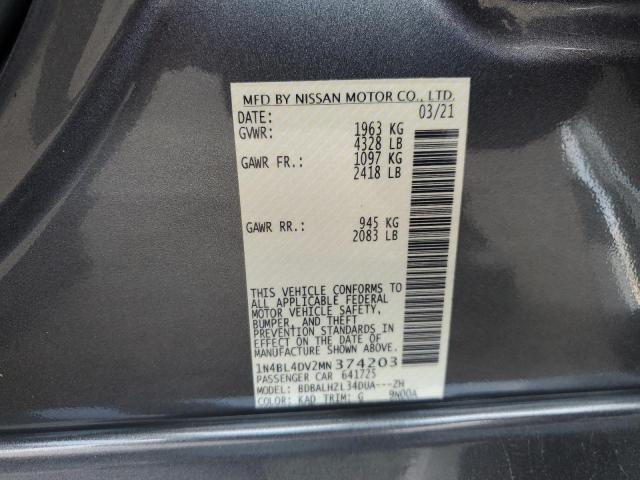 MFD BY NISSAN MOTOR CO., LTD.
DATE: 03/21
GVWR: 1963 KG
4328 LB
GAWR FR.: 1097 KG
2418 LB
GAWR RR.: 945 KG
2083 LB
THIS VEHICLE CONFORMS TO
ALL APPLICABLE FEDERAL
MOTOR VEHICLE SAFETY,
BUMPER, AND THEFT
PREVENTION STANDARDS IN
EFFECT ON THE DATE OF
MANUFACTURE SHOWN ABOVE.
1N4BL4DV2MN374203
PASSENGER CAR 641725
MODEL: BDBALHZL34DUA---ZH
COLOR: KAD TRIM: G 9N00A